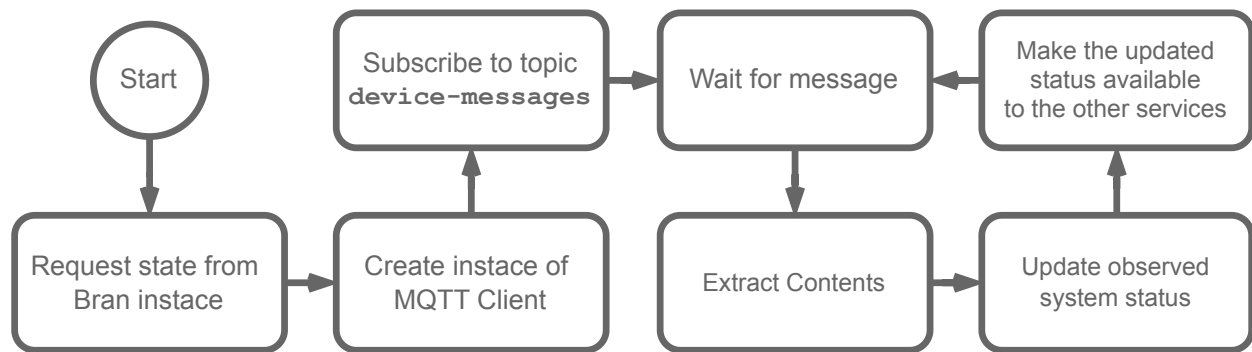 Start
Request state from
Bran instace
Create instace of
MQTT Client
Subscribe to topic
device-messages
Wait for message
Extract Contents
Update observed
system status
Make the updated
status available
to the other services